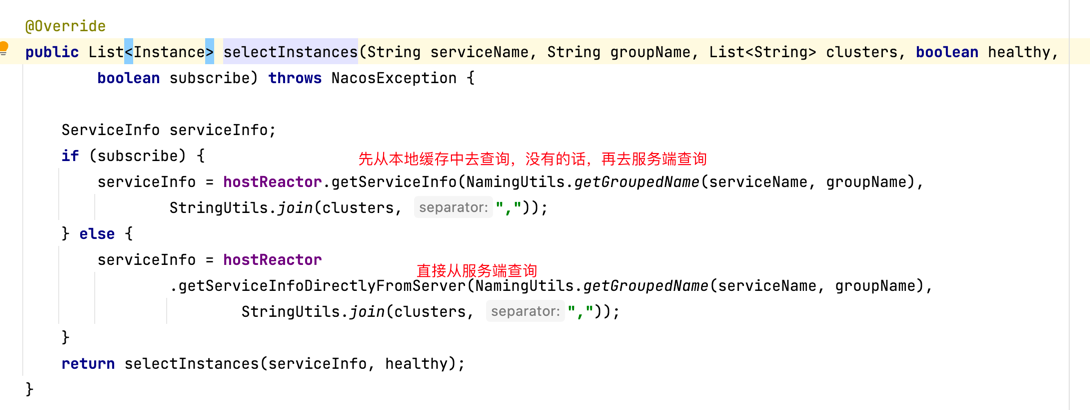 @Override
public List<Instance> selectInstances(String serviceName, String groupName, List<String> clusters, boolean healthy,
boolean subscribe) throws NacosException {
ServiceInfo serviceInfo;
if (subscribe) {
先从本地缓存中去查询，没有的话，再去服务端查询
serviceInfo = hostReactor.getServiceInfo(NamingUtils.getGroupedName(serviceName, groupName),
StringUtils.join(clusters, separator: ","));
} else {
serviceInfo = hostReactor
直接从服务端查询
.getServiceInfoDirectlyFromServer(NamingUtils.getGroupedName(serviceName, groupName),
StringUtils.join(clusters, separator: ","));
}
return selectInstances(serviceInfo, healthy);
}